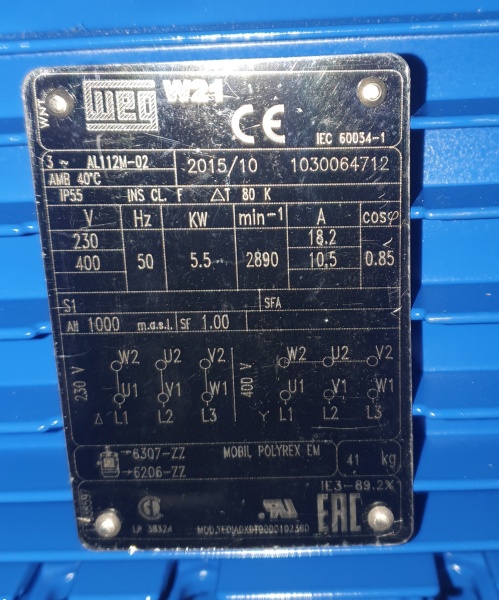 WEG W21
CE
IEC 60034-1
3 ~ AL112M-02 2015/10 1030064712
AMB 40°C
IP55 INS CL. F ΔT 80 K
V Hz KW min-1 A cosφ
230 18.2
400 50 5.5 2890 10.5 0.85
S1 SFA
Alt 1000 m.a.s.l. SF 1.00
230 V W2 U2 V2 400 V W2 U2 V2
U1 V1 W1 U1 V1 W1
Δ L1 L2 L3 Y L1 L2 L3
6307-ZZ MOBIL POLYREX EM 41 kg
6206-ZZ
IE3-89.2%
EAC
LR 38324